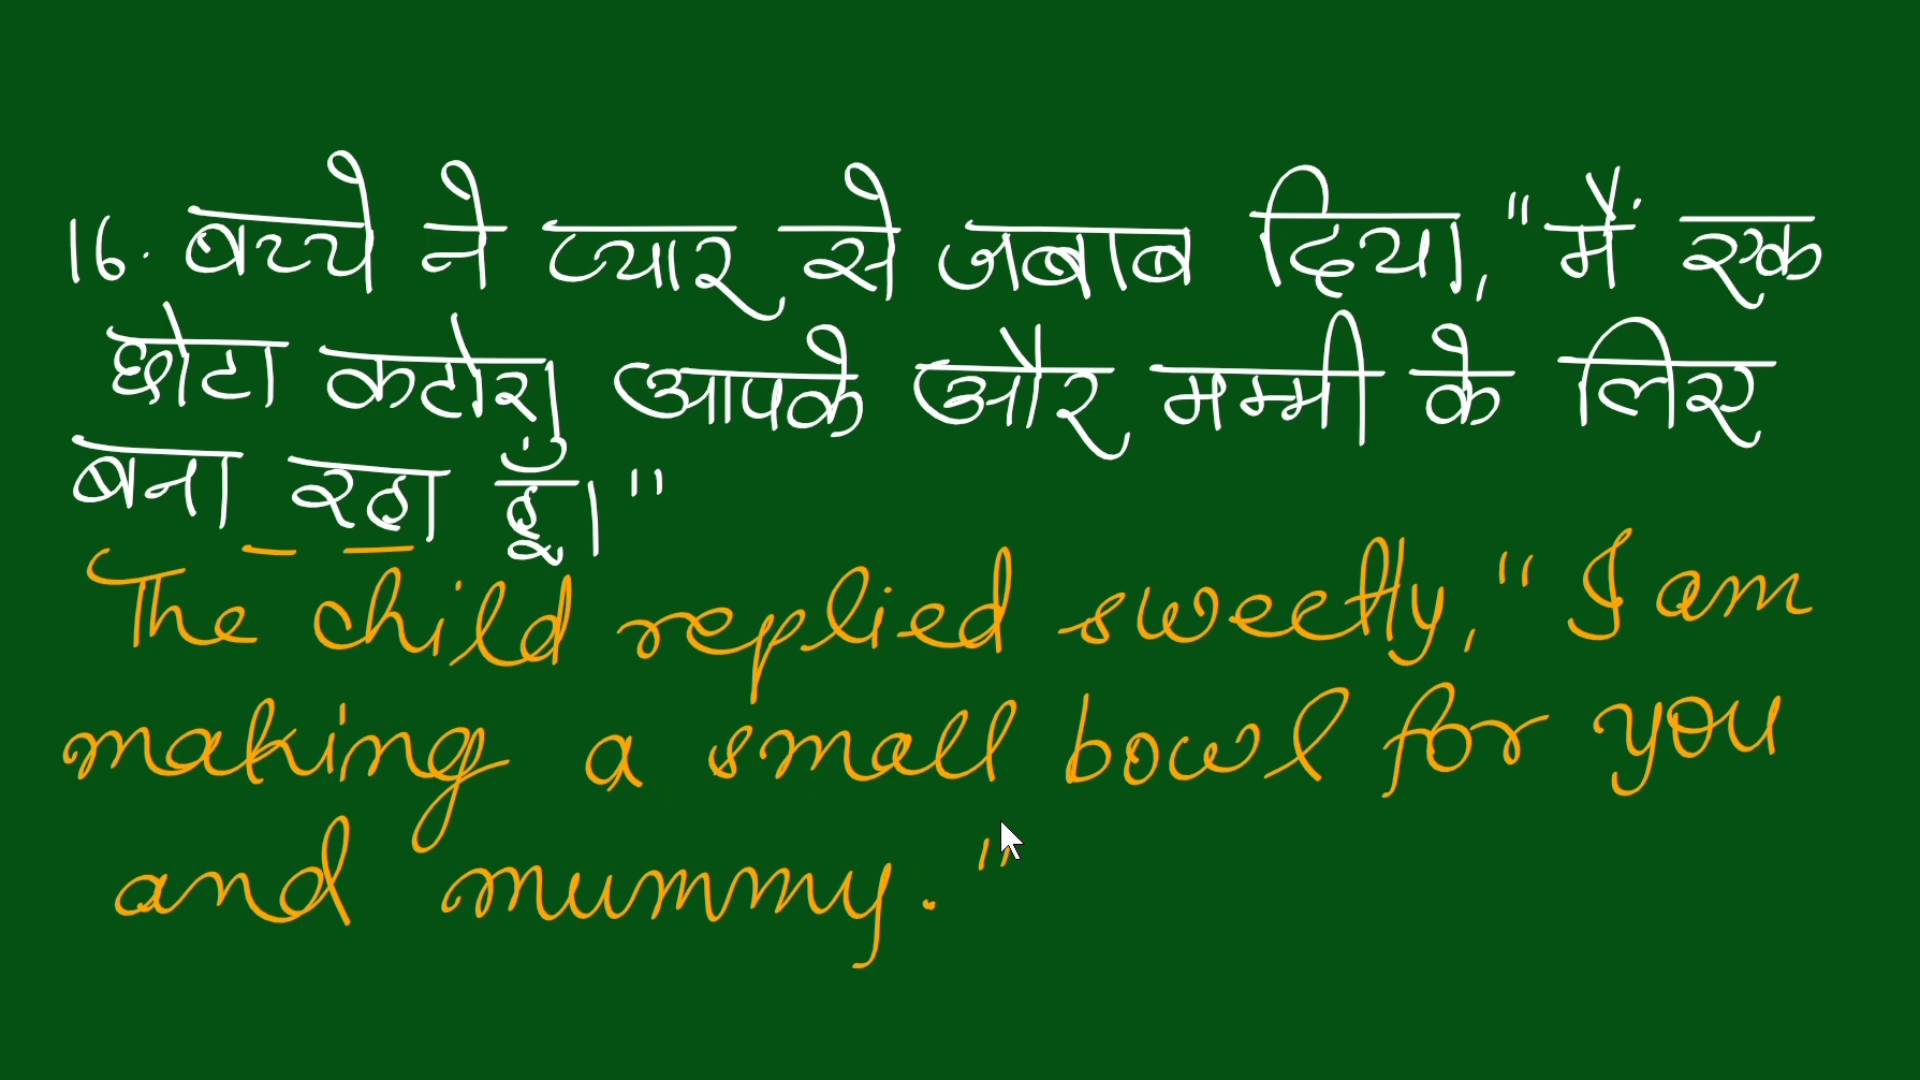 16. बच्चे ने प्यार से जबाब दिया, "मैं एक
छोटा कटोरा आपके और मम्मी के लिए
बना रहा हूँ।"
The child replied sweetly, "I am
making a small bowl for you
and mummy."